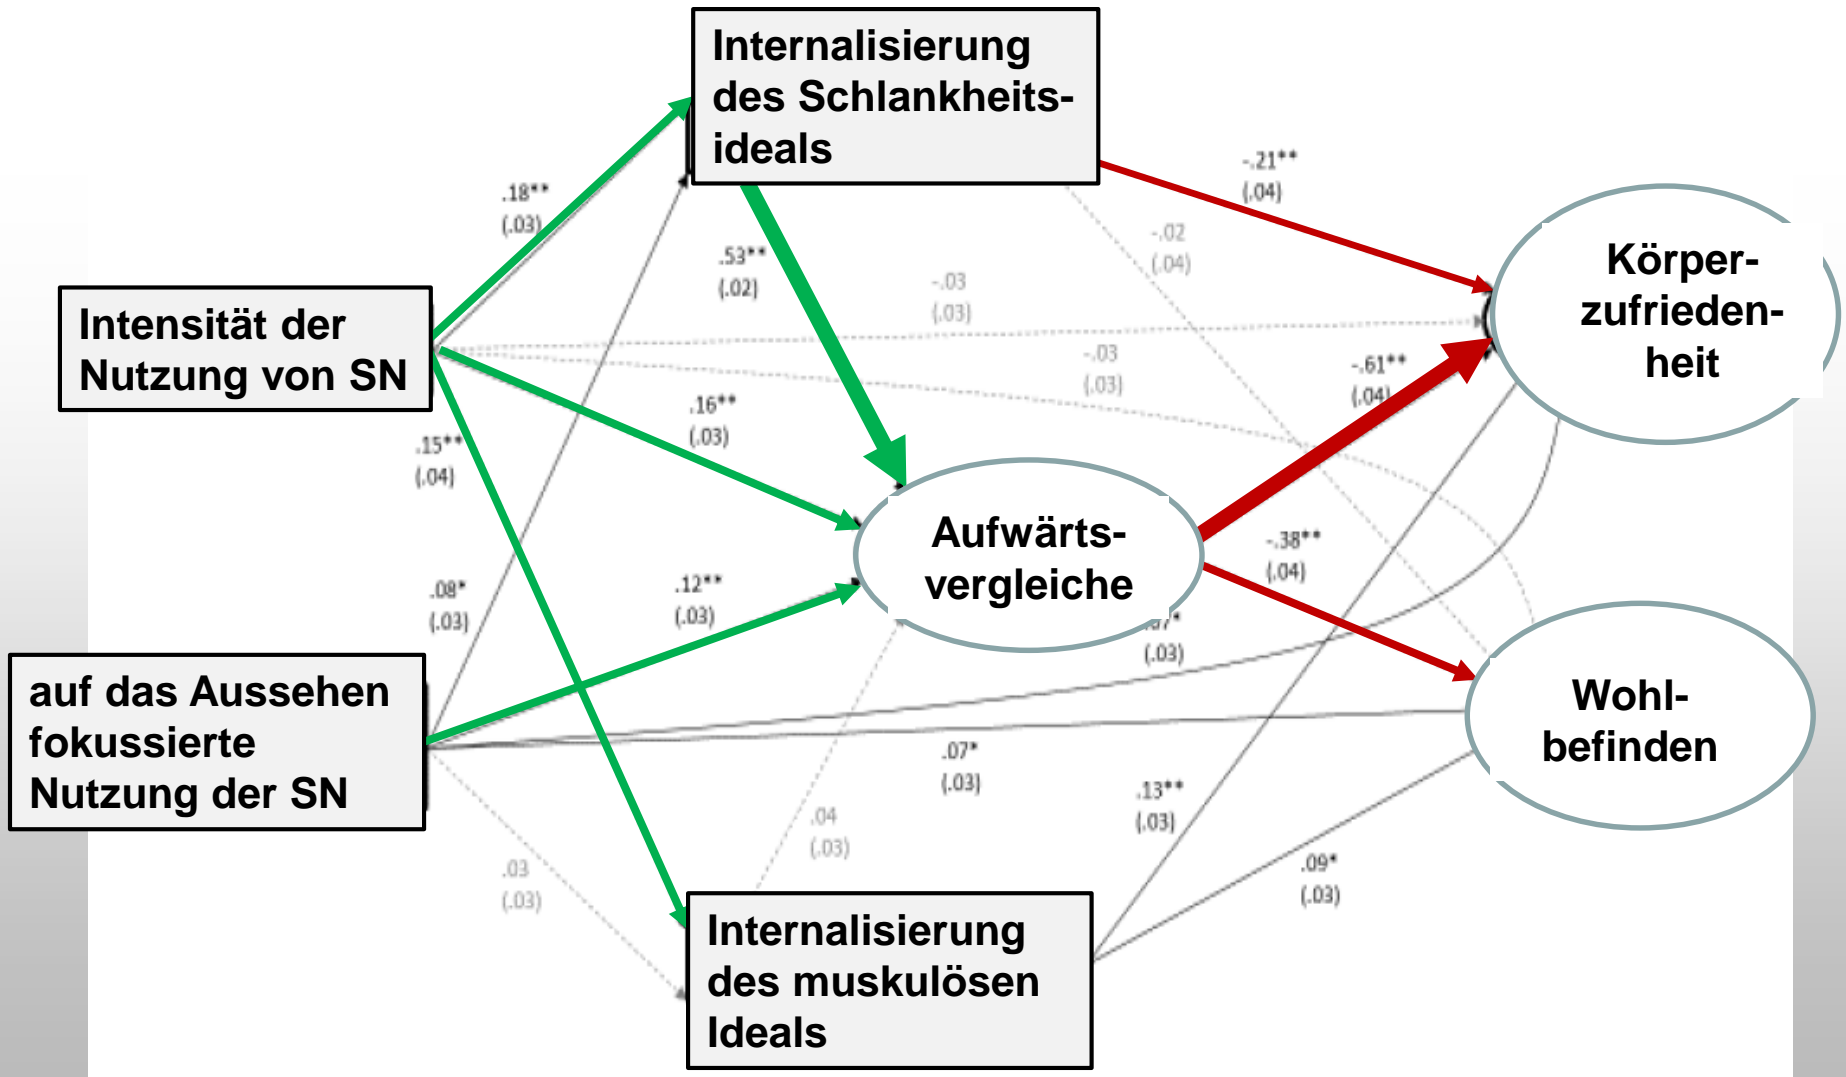 Internalisierung
des Schlankheits-
ideals
-.21**
(.04)
.18**
(.03)
-.02
(.04)
.53**
(.02)
-.03
(.03)
Körper-
zufrieden-
heit
Intensität der
Nutzung von SN
-.03
(.03)
-.61**
(.04)
.16**
(.03)
.15**
(.04)
Aufwärts-
vergleiche
-.38**
(.04)
.08*
(.03)
.12**
(.03)
(.03)
auf das Aussehen
fokussierte
Nutzung der SN
Wohl-
befinden
.07*
(.03)
.13**
(.03)
.04
(.03)
.03
(.03)
.09*
(.03)
Internalisierung
des muskulösen
Ideals